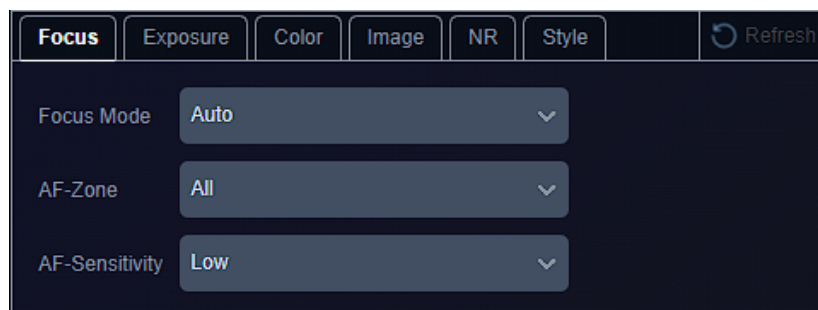 Focus Exposure Color Image NR Style Refresh
Focus Mode Auto
AF-Zone All
AF-Sensitivity Low